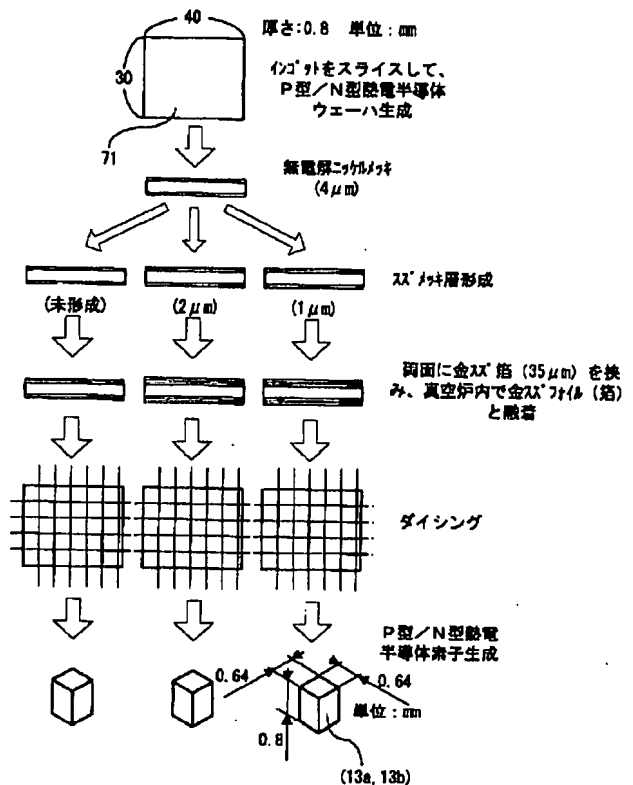 40
厚さ:0.8 単位:mm
30
インゴットをスライスして、
P型/N型熱電半導体
ウェーハ生成
71
無電解ニッケルメッキ
(4μm)
スズメッキ層形成
(未形成)
(2μm)
(1μm)
両面に金スズ箔(35μm)を挟
み、真空炉内で金スズフォイル(箔)
と融着
ダイシング
P型/N型熱電
半導体素子生成
0.64
0.64
単位:mm
0.8
(13a, 13b)